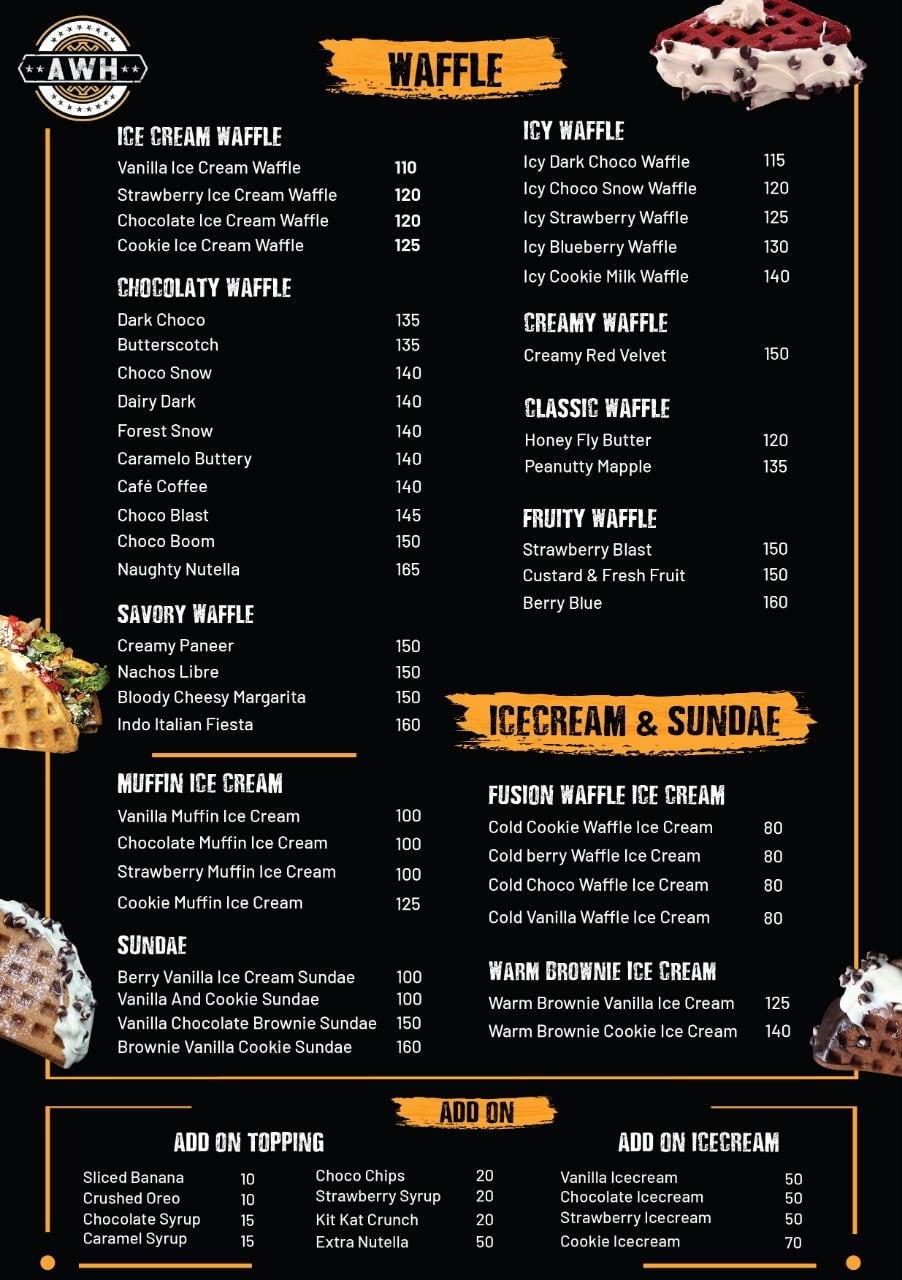 AWH
WAFFLE
ICE CREAM WAFFLE
Vanilla Ice Cream Waffle 110
Strawberry Ice Cream Waffle 120
Chocolate Ice Cream Waffle 120
Cookie Ice Cream Waffle 125
CHOCOLATY WAFFLE
Dark Choco 135
Butterscotch 135
Choco Snow 140
Dairy Dark 140
Forest Snow 140
Caramelo Buttery 140
Café Coffee 140
Choco Blast 145
Choco Boom 150
Naughty Nutella 165
SAVORY WAFFLE
Creamy Paneer 150
Nachos Libre 150
Bloody Cheesy Margarita 150
Indo Italian Fiesta 160
ICY WAFFLE
Icy Dark Choco Waffle 115
Icy Choco Snow Waffle 120
Icy Strawberry Waffle 125
Icy Blueberry Waffle 130
Icy Cookie Milk Waffle 140
CREAMY WAFFLE
Creamy Red Velvet 150
CLASSIC WAFFLE
Honey Fly Butter 120
Peanutty Mapple 135
FRUITY WAFFLE
Strawberry Blast 150
Custard & Fresh Fruit 150
Berry Blue 160
ICECREAM & SUNDAE
MUFFIN ICE CREAM
Vanilla Muffin Ice Cream 100
Chocolate Muffin Ice Cream 100
Strawberry Muffin Ice Cream 100
Cookie Muffin Ice Cream 125
SUNDAE
Berry Vanilla Ice Cream Sundae 100
Vanilla And Cookie Sundae 100
Vanilla Chocolate Brownie Sundae 150
Brownie Vanilla Cookie Sundae 160
FUSION WAFFLE ICE CREAM
Cold Cookie Waffle Ice Cream 80
Cold berry Waffle Ice Cream 80
Cold Choco Waffle Ice Cream 80
Cold Vanilla Waffle Ice Cream 80
WARM BROWNIE ICE CREAM
Warm Brownie Vanilla Ice Cream 125
Warm Brownie Cookie Ice Cream 140
ADD ON
ADD ON TOPPING
Sliced Banana 10
Crushed Oreo 10
Chocolate Syrup 15
Caramel Syrup 15
Choco Chips 20
Strawberry Syrup 20
Kit Kat Crunch 20
Extra Nutella 50
ADD ON ICECREAM
Vanilla Icecream 50
Chocolate Icecream 50
Strawberry Icecream 50
Cookie Icecream 70